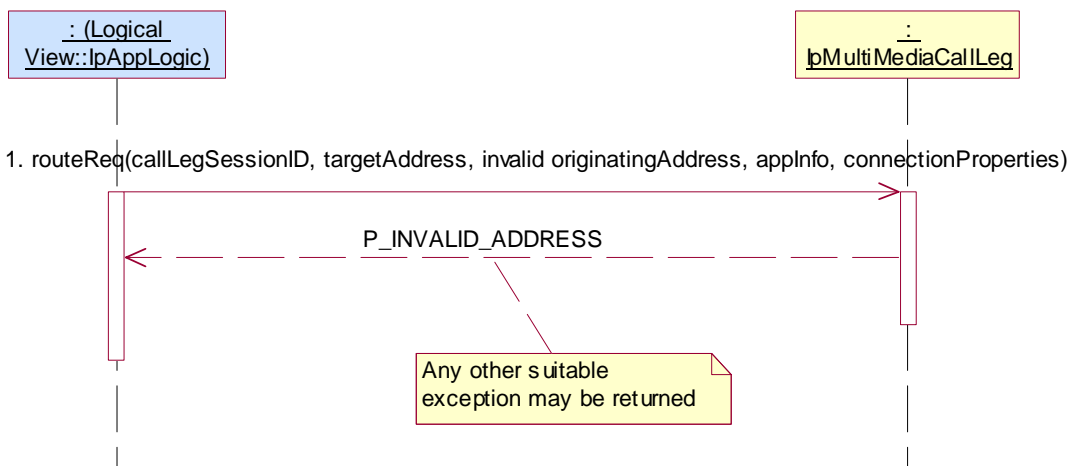 : (Logical
View::IpAppLogic)
:
IpMultiMediaCallLeg
1. routeReq(callLegSessionID, targetAddress, invalid originatingAddress, appInfo, connectionProperties)
P_INVALID_ADDRESS
Any other suitable
exception may be returned